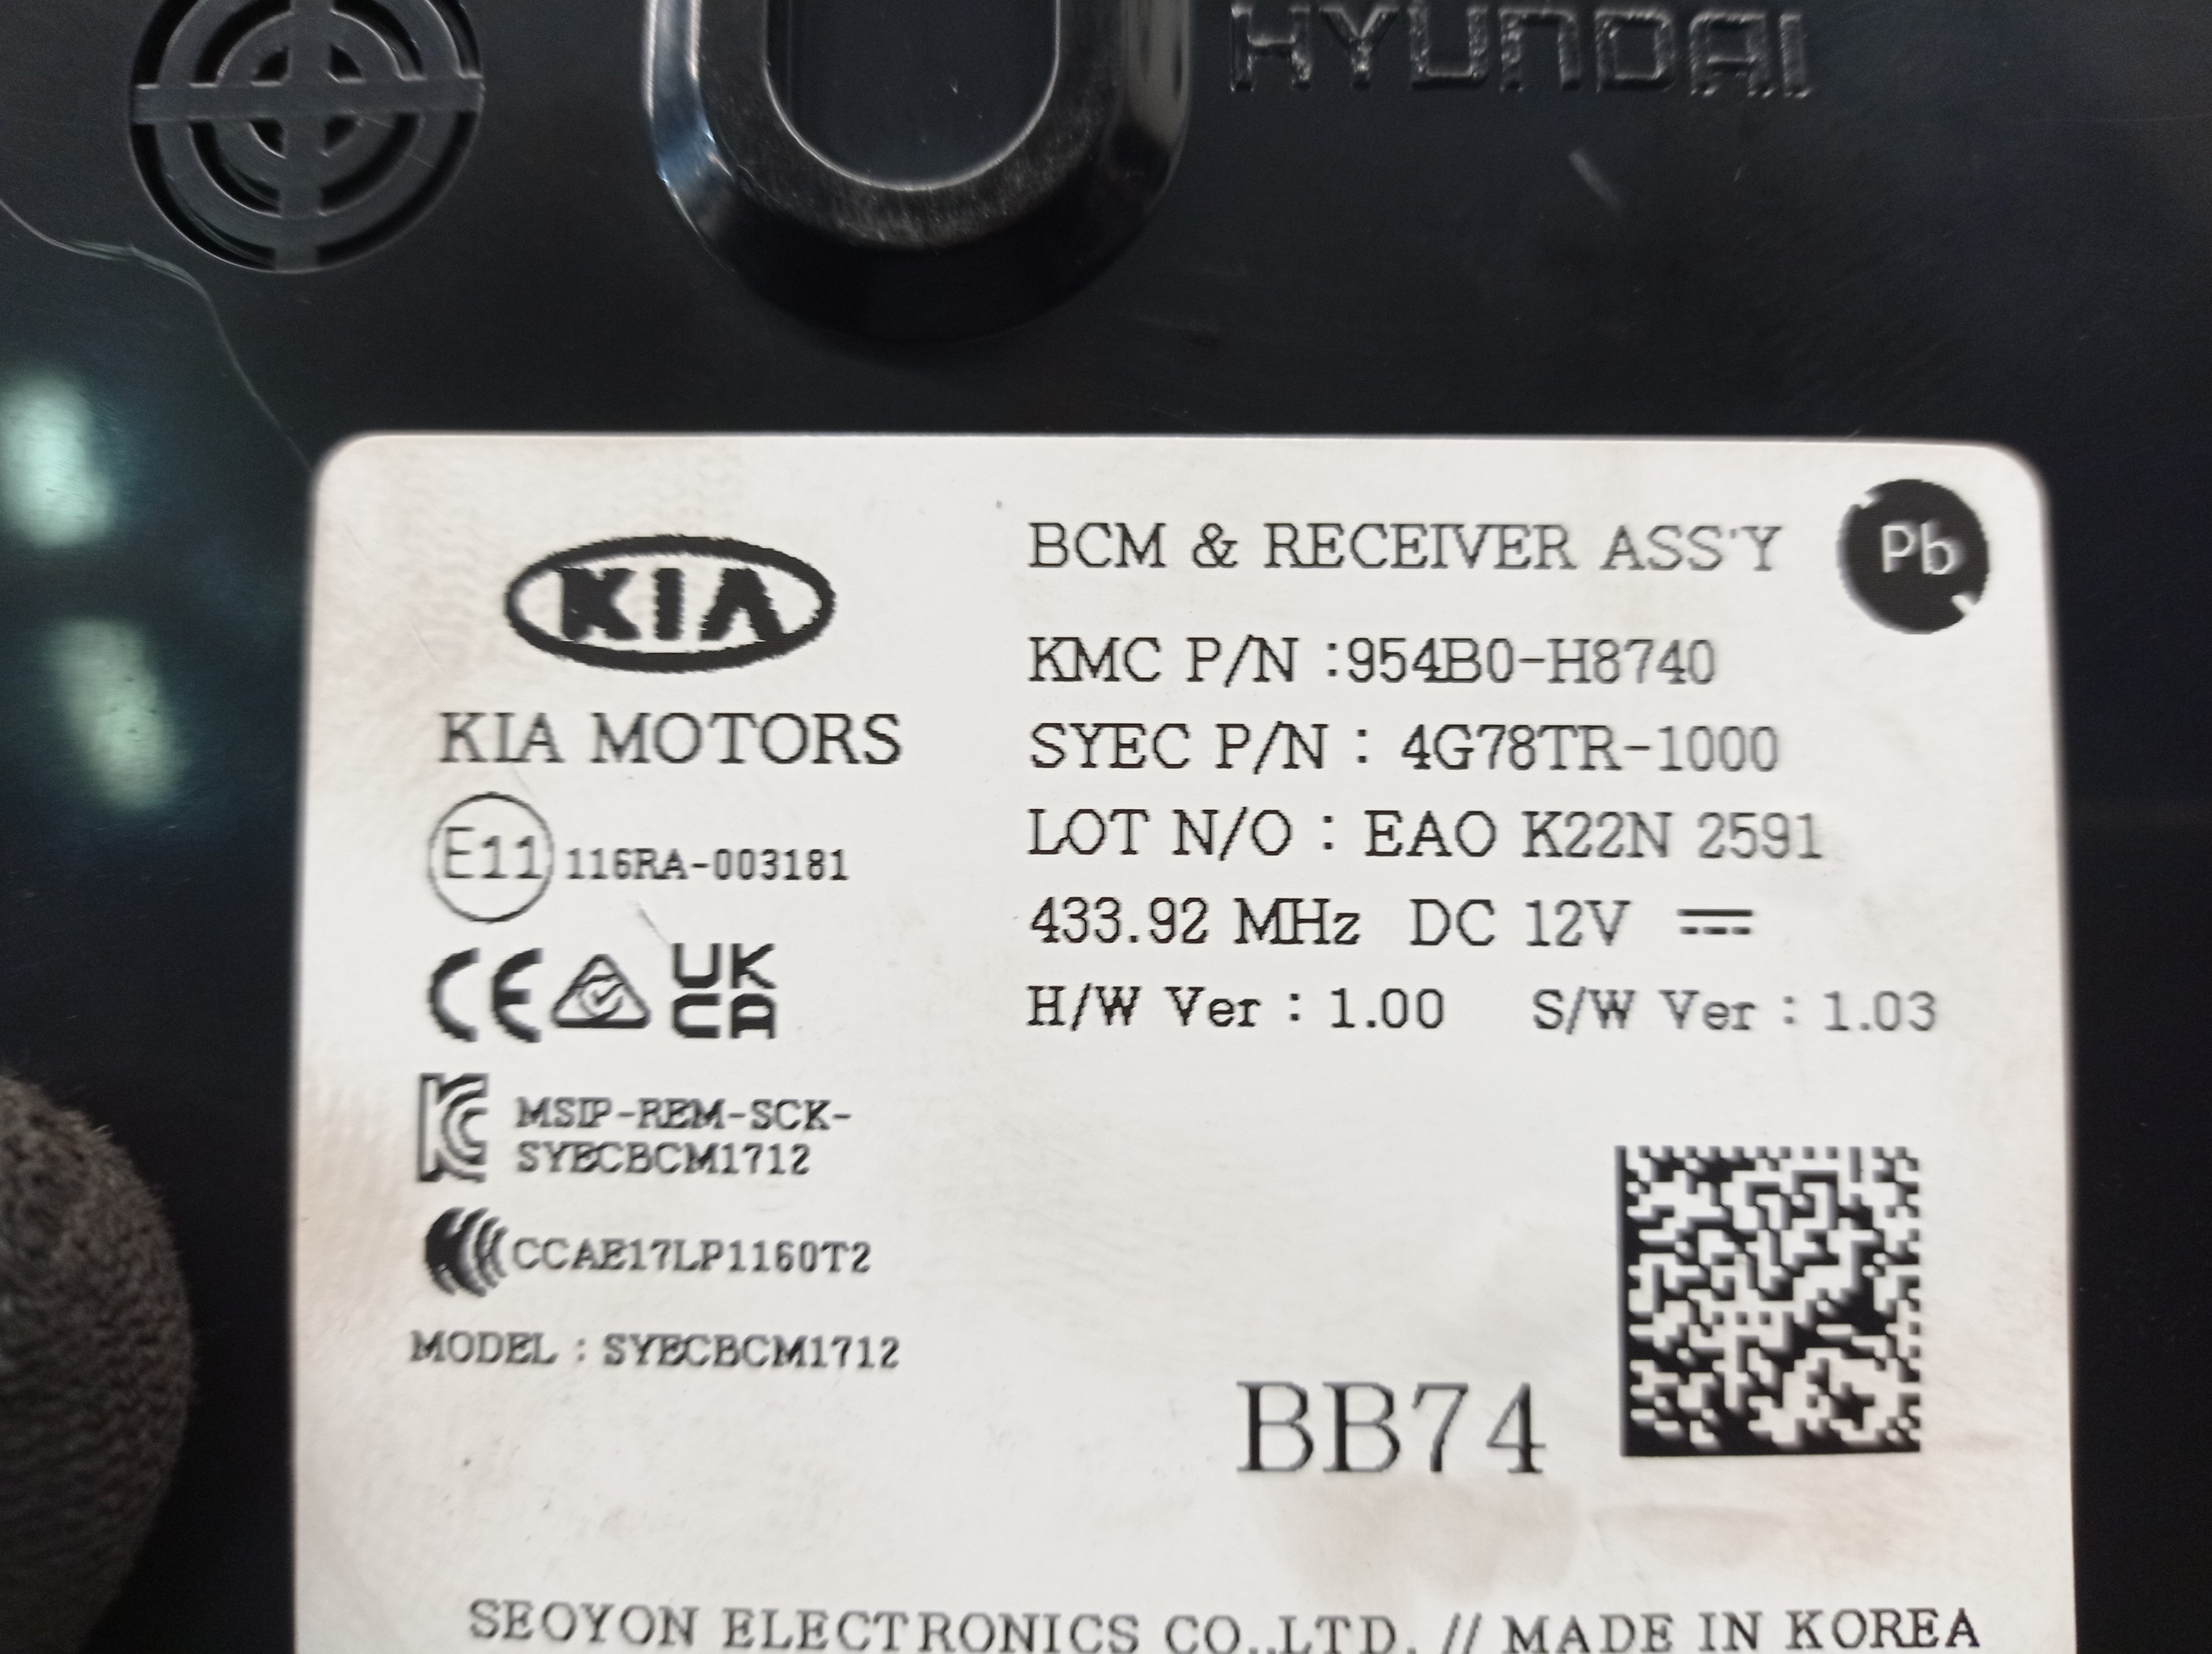 HYUNDAI
KIA
KIA MOTORS
E11 116RA-003181
CE UK CA
KC MSIP-REM-SCK-
SYECBCM1712
CCAE17LP1160T2
MODEL : SYECBCM1712
BCM & RECEIVER ASS'Y
Pb
KMC P/N :954B0-H8740
SYEC P/N : 4G78TR-1000
LOT N/O : EAO K22N 2591
433.92 MHz DC 12V
H/W Ver : 1.00 S/W Ver : 1.03
BB74
SEOYON ELECTRONICS CO.,LTD. // MADE IN KOREA